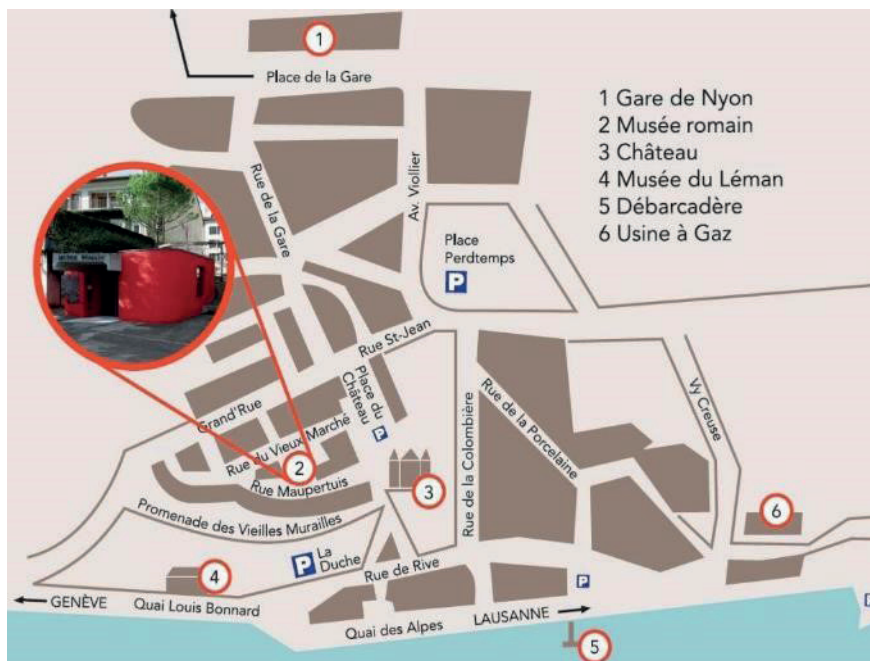 1
Place de la Gare
1 Gare de Nyon
2 Musée romain
3 Château
4 Musée du Léman
5 Débarcadère
6 Usine à Gaz
Rue de la Gare
Av. Viollier
Place
Perdtemps
P
MUSÉE ROMAIN
Rue St-Jean
Place du
Château
P
Grand'Rue
Rue du Vieux Marché
2
Rue Maupertuis
3
Rue de la Colombière
Rue de la Porcelaine
Vy Creuse
6
Promenade des Vieilles Murailles
P
La
Duche
4
Rue de Rive
P
GENÈVE
Quai Louis Bonnard
Quai des Alpes
LAUSANNE
5